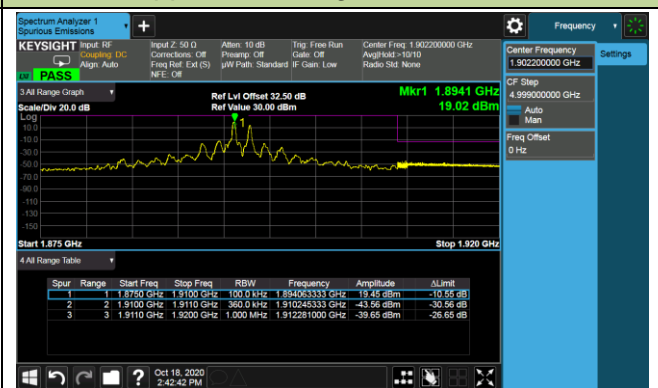 Spectrum Analyzer 1
Spurious Emissions
Frequency
KEYSIGHT Input: RF Input Z: 50 Ω Atten: 10 dB Trig: Free Run Center Freq: 1.902200000 GHz
Coupling: DC Corrections: Off Preamp: Off Gate: Off Avg|Hold:>10/10
Align: Auto Freq Ref: Ext (S) µW Path: Standard IF Gain: Low Radio Std: None
NFE: Off
PASS
Center Frequency
1.902200000 GHz
Settings
CF Step
4.999000000 GHz
Auto
Man
Freq Offset
0 Hz
3 All Range Graph
Ref Lvl Offset 32.50 dB
Mkr1 1.8941 GHz
Scale/Div 20.0 dB
Ref Value 30.00 dBm
19.02 dBm
Log
10.0
-10.0
-30.0
-50.0
-70.0
-90.0
-110
-130
-150
1
Start 1.875 GHz
Stop 1.920 GHz
4 All Range Table
Spur Range Start Freq Stop Freq RBW Frequency Amplitude ΔLimit
1 1 1.8750 GHz 1.9100 GHz 100.0 kHz 1.894063333 GHz 19.45 dBm -10.55 dB
2 2 1.9100 GHz 1.9110 GHz 360.0 kHz 1.910245333 GHz -43.56 dBm -30.56 dB
3 3 1.9110 GHz 1.9200 GHz 1.000 MHz 1.912281000 GHz -39.65 dBm -26.65 dB
Oct 18, 2020
2:42:42 PM